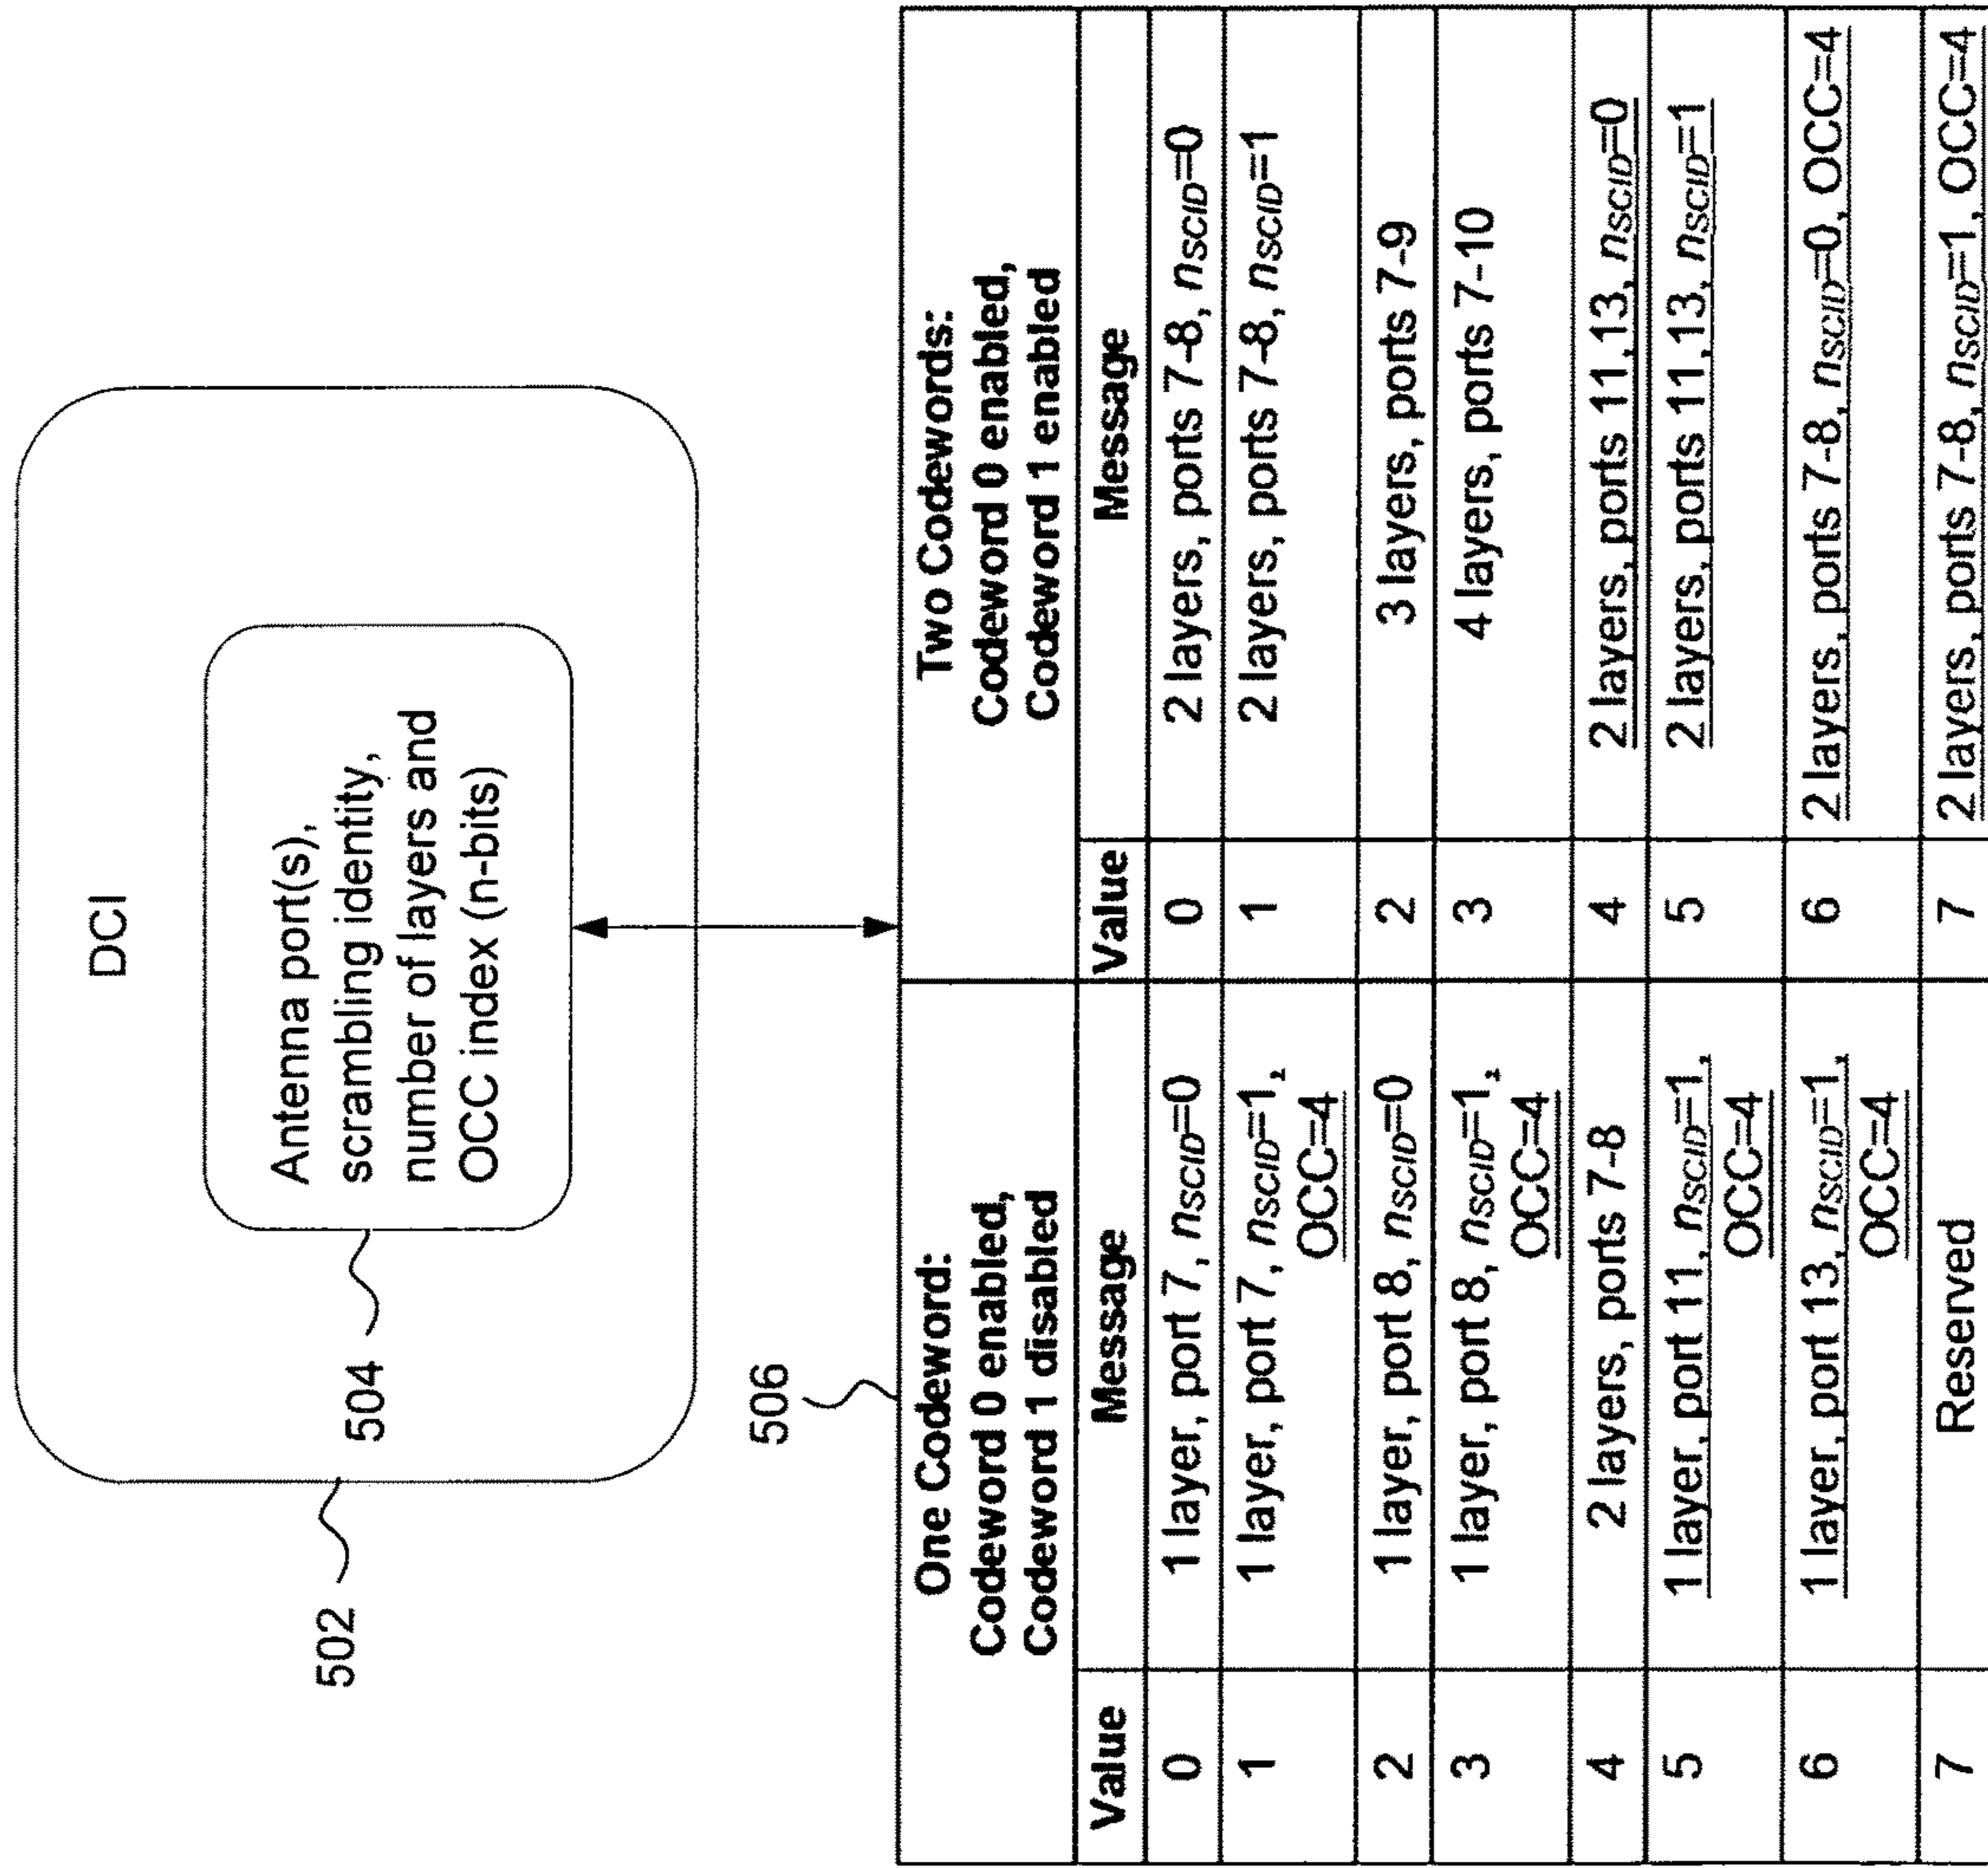 DCI
Antenna port(s),
scrambling identity,
number of layers and
OCC index (n-bits)
502
504
506
One Codeword:
Codeword 0 enabled,
Codeword 1 disabled
Two Codewords:
Codeword 0 enabled,
Codeword 1 enabled
Value Message Value Message
0 1 layer, port 7, nSCID=0 0 2 layers, ports 7-8, nSCID=0
1 1 layer, port 7, nSCID=1, 1 2 layers, ports 7-8, nSCID=1
OCC=4
2 1 layer, port 8, nSCID=0 2 3 layers, ports 7-9
3 1 layer, port 8, nSCID=1, 3 4 layers, ports 7-10
OCC=4
4 2 layers, ports 7-8 4 2 layers, ports 11,13, nSCID=0
5 1 layer, port 11, nSCID=1, 5 2 layers, ports 11,13, nSCID=1
OCC=4
6 1 layer, port 13, nSCID=1, 6 2 layers, ports 7-8, nSCID=0, OCC=4
OCC=4
7 Reserved 7 2 layers, ports 7-8, nSCID=1, OCC=4